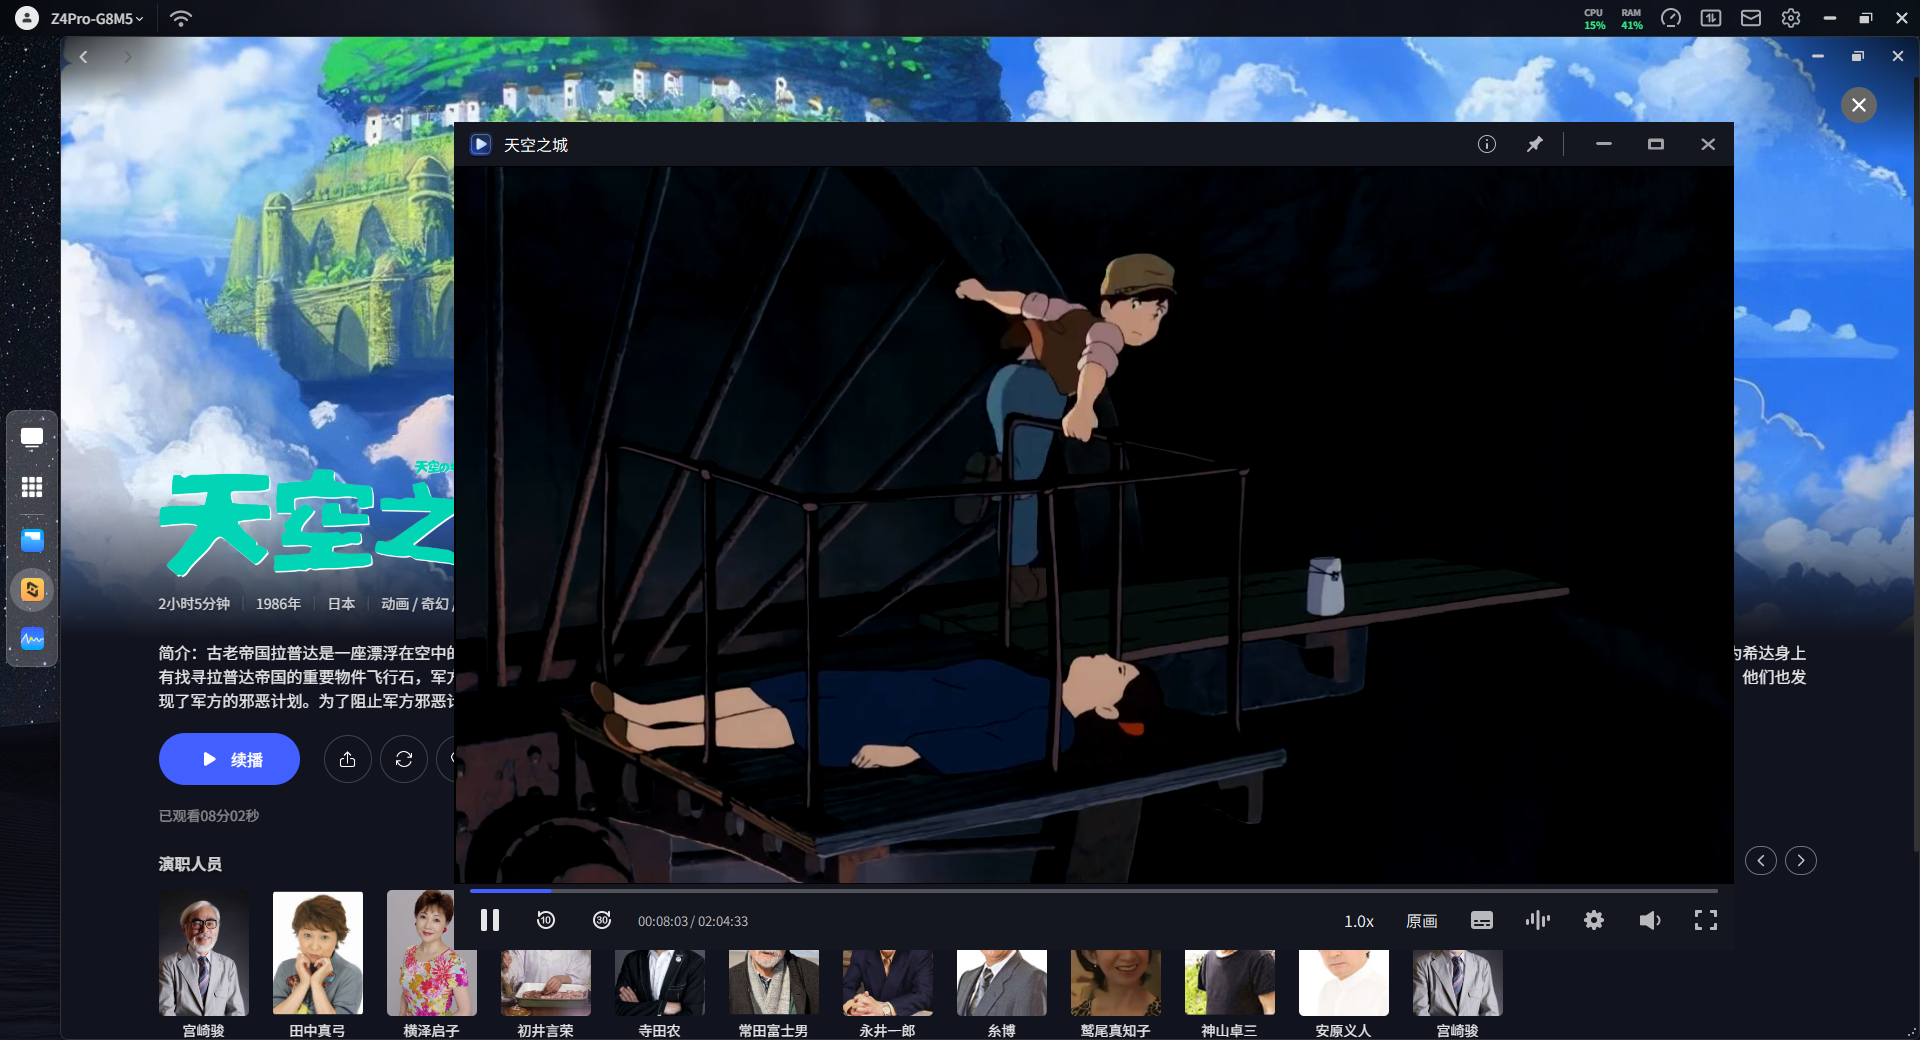 Z4Pro-G8M5
CPU
15%
RAM
41%
天空之城
天空の
天空之
2小时5分钟
1986年
日本
动画 / 奇幻 /
简介：古老帝国拉普达是一座漂浮在空中的
有找寻拉普达帝国的重要物件飞行石，军方
现了军方的邪恶计划。为了阻止军方邪恶计
为希达身上
他们也发
续播
已观看08分02秒
演职人员
10
30
00:08:03 / 02:04:33
1.0x
原画
宫崎骏
田中真弓
横泽启子
初井言荣
寺田农
常田富士男
永井一郎
糸博
鹫尾真知子
神山卓三
安原义人
宫崎骏